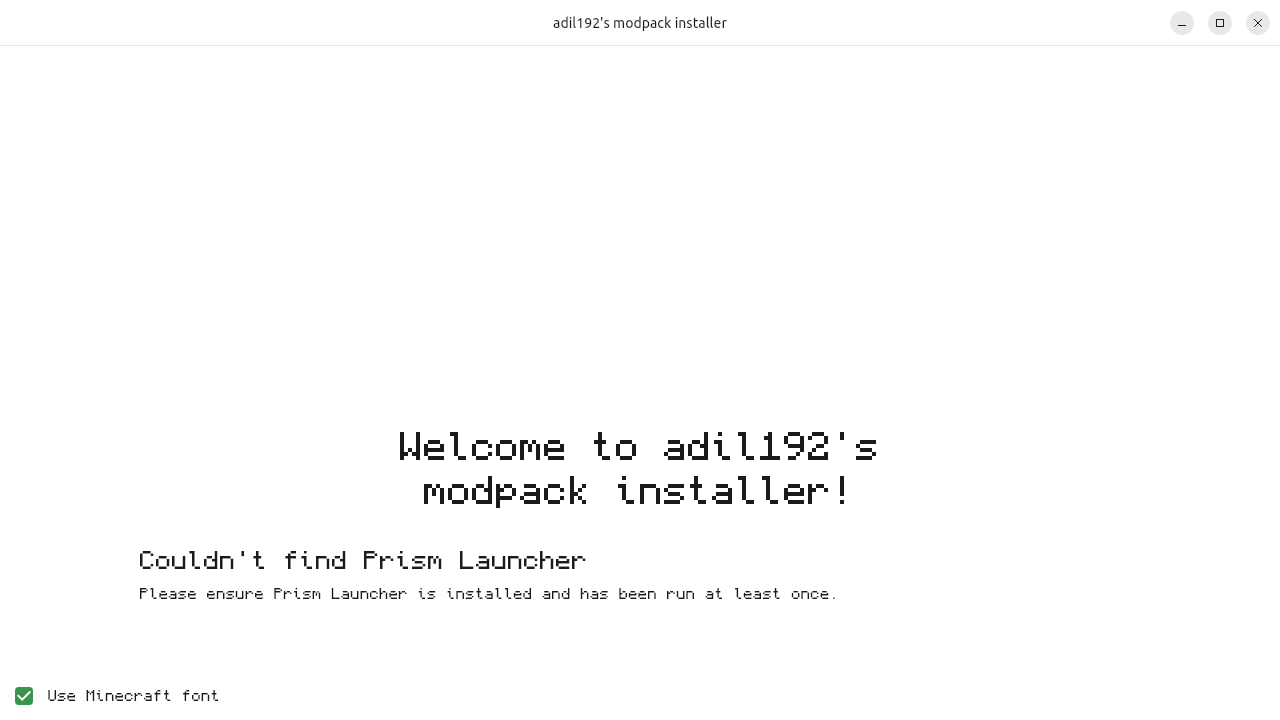 adil192's modpack installer
Welcome to adil192's
modpack installer!
Couldn't find Prism Launcher
Please ensure Prism Launcher is installed and has been run at least once.
Use Minecraft font